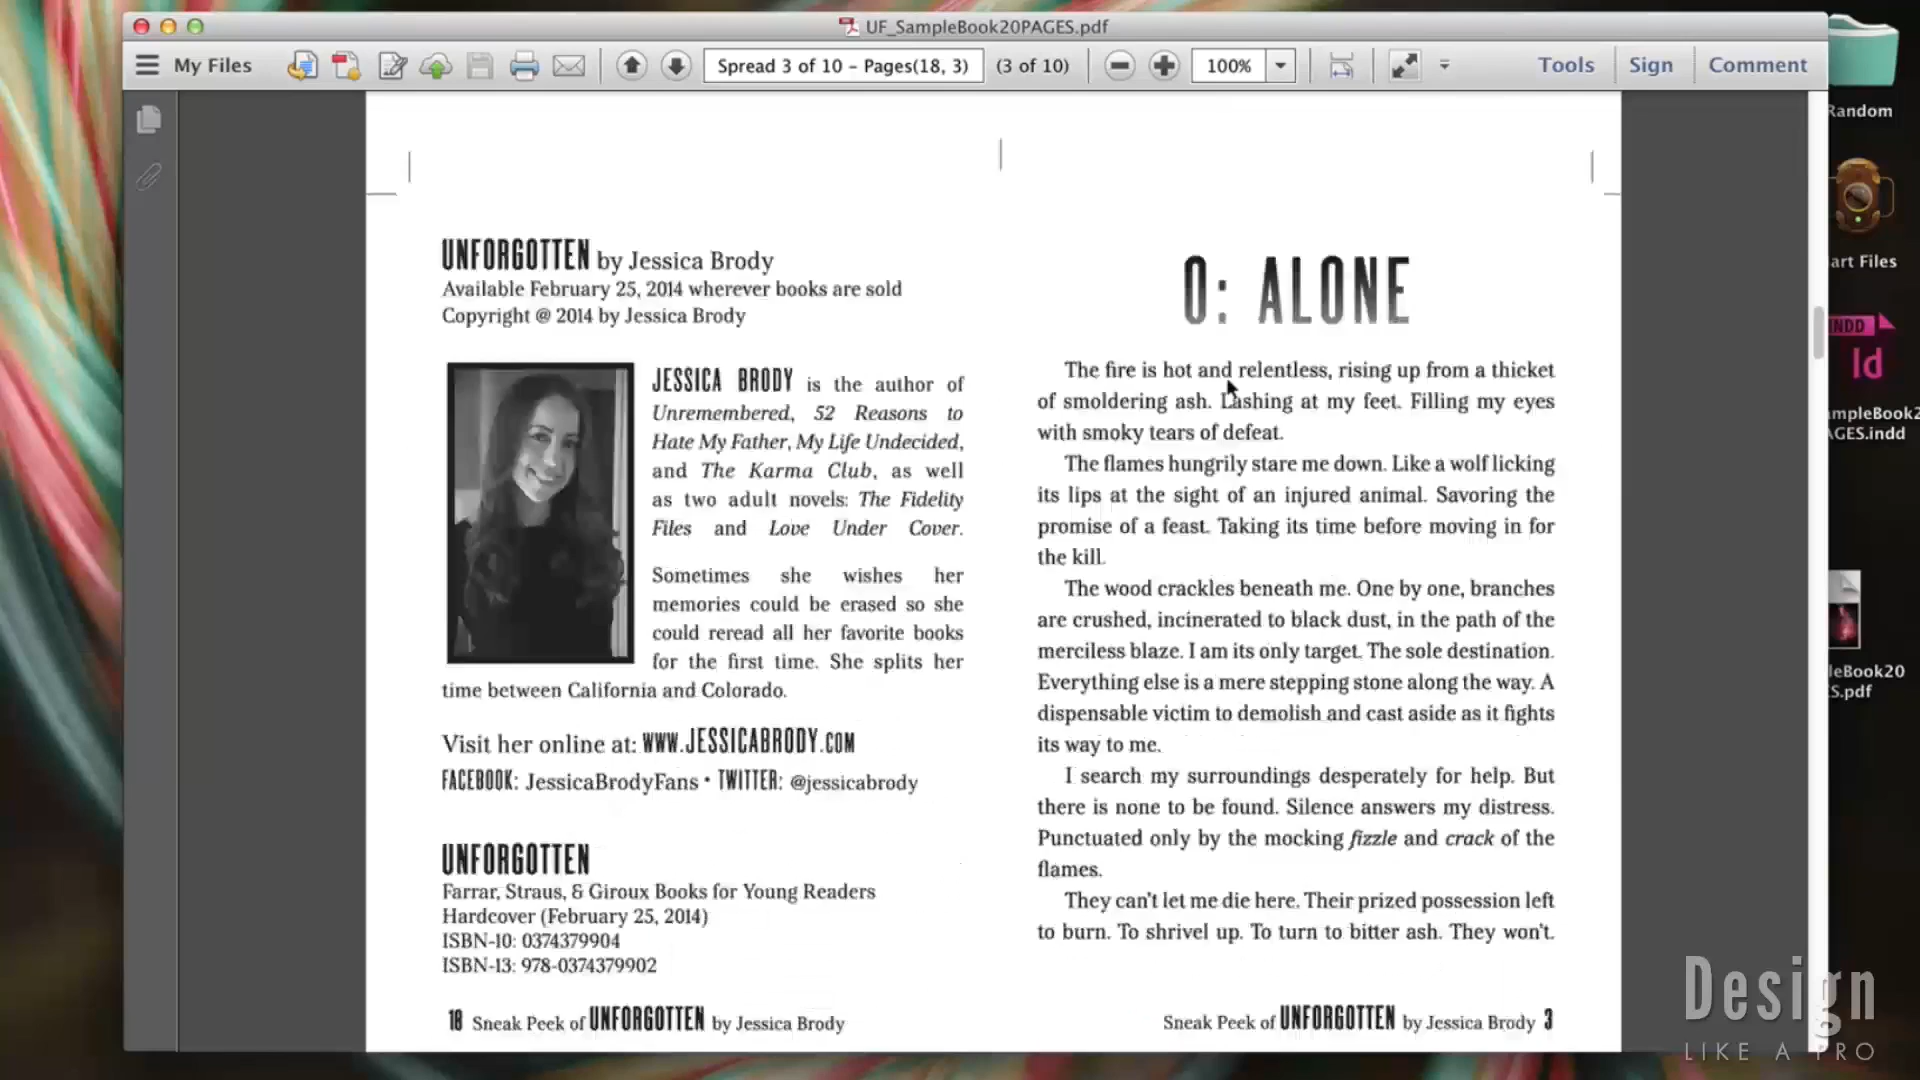 UF_SampleBook20PAGES.pdf
My Files
Spread 3 of 10 - Pages(18, 3)
(3 of 10)
100%
Tools
Sign
Comment
UNFORGOTTEN by Jessica Brody
Available February 25, 2014 wherever books are sold
Copyright @ 2014 by Jessica Brody
JESSICA BRODY is the author of
Unremembered, 52 Reasons to
Hate My Father, My Life Undecided,
and The Karma Club, as well
as two adult novels: The Fidelity
Files and Love Under Cover.
Sometimes she wishes her
memories could be erased so she
could reread all her favorite books
for the first time. She splits her
time between California and Colorado.
Visit her online at: WWW.JESSICABRODY.COM
FACEBOOK: JessicaBrodyFans • TWITTER: @jessicabrody
UNFORGOTTEN
Farrar, Straus, & Giroux Books for Young Readers
Hardcover (February 25, 2014)
ISBN-10: 0374379904
ISBN-13: 978-0374379902
18 Sneak Peek of UNFORGOTTEN by Jessica Brody
0: ALONE
The fire is hot and relentless, rising up from a thicket
of smoldering ash. Lashing at my feet. Filling my eyes
with smoky tears of defeat.
The flames hungrily stare me down. Like a wolf licking
its lips at the sight of an injured animal. Savoring the
promise of a feast. Taking its time before moving in for
the kill.
The wood crackles beneath me. One by one, branches
are crushed, incinerated to black dust, in the path of the
merciless blaze. I am its only target. The sole destination.
Everything else is a mere stepping stone along the way. A
dispensable victim to demolish and cast aside as it fights
its way to me.
I search my surroundings desperately for help. But
there is none to be found. Silence answers my distress.
Punctuated only by the mocking fizzle and crack of the
flames.
They can't let me die here. Their prized possession left
to burn. To shrivel up. To turn to bitter ash. They won't.
Sneak Peek of UNFORGOTTEN by Jessica Brody 3
Random
art Files
INDD
Id
mpleBook2
AGES.indd
leBook20
S.pdf
Design
LIKE A PRO